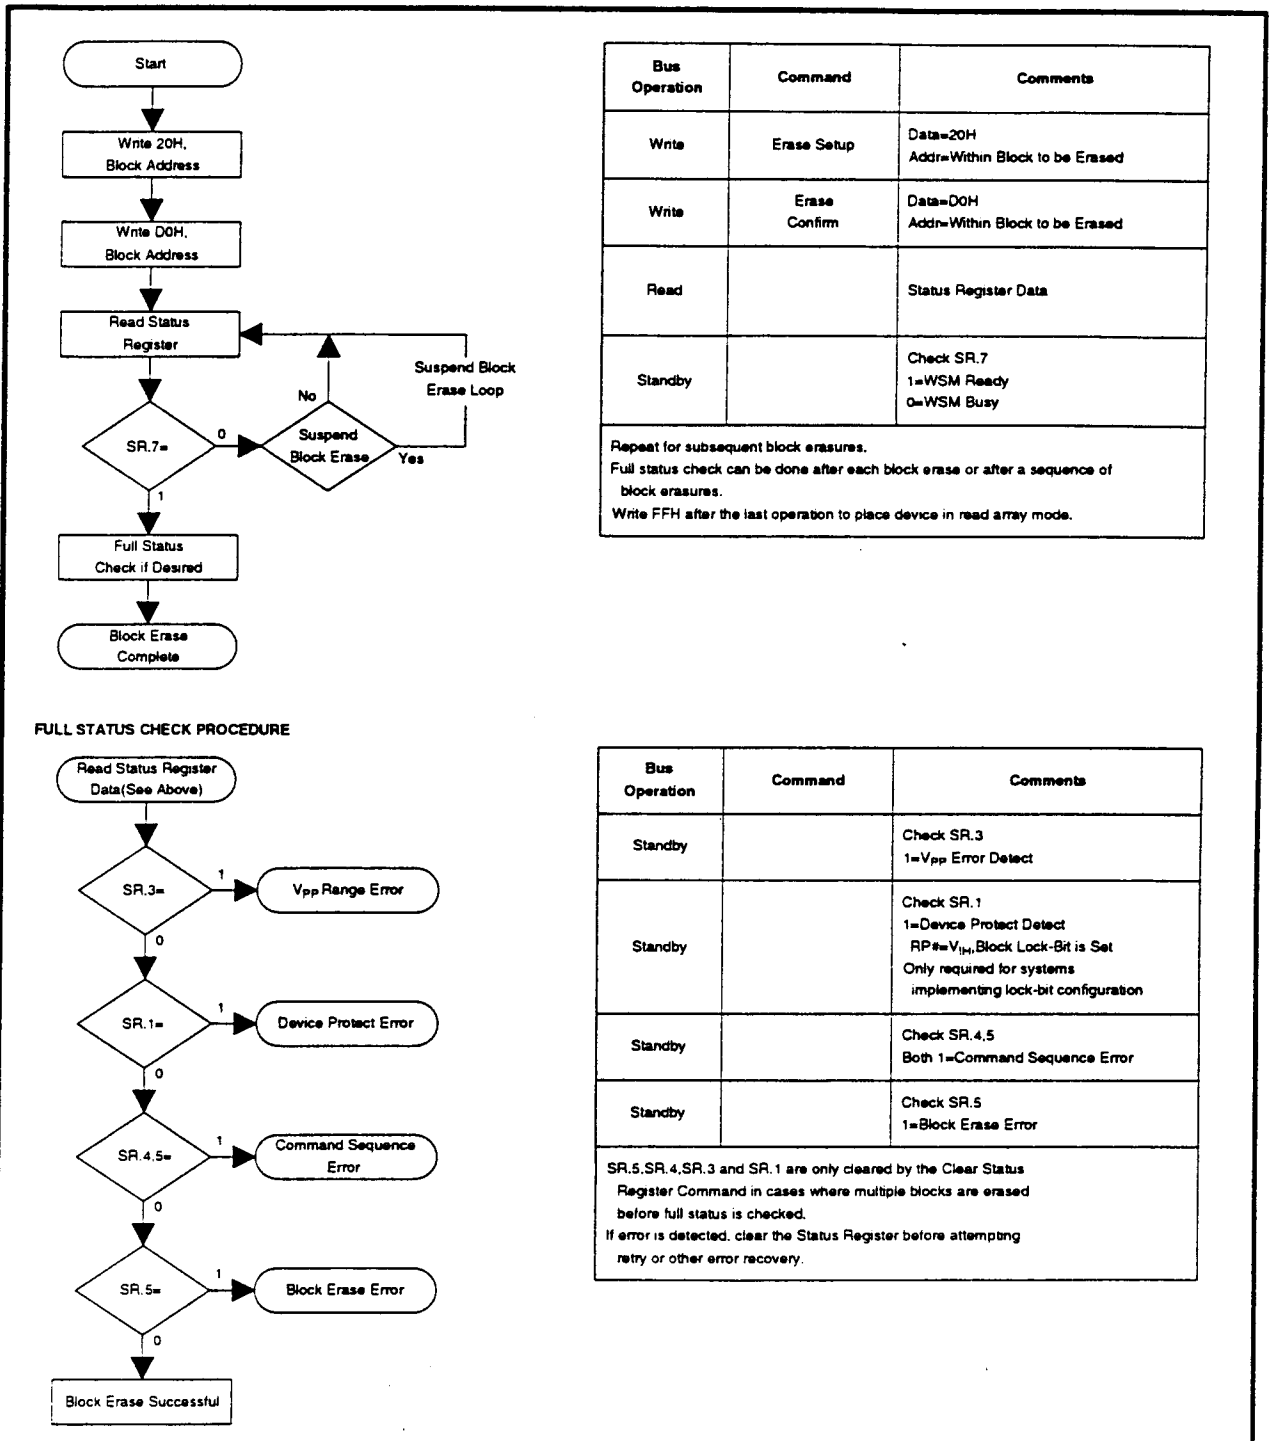 Start
Write 20H,
Block Address
Write D0H,
Block Address
Read Status
Register
Suspend Block
Erase Loop
No
SR.7=
0
Suspend
Block Erase
Yes
1
Full Status
Check if Desired
Block Erase
Complete
Bus
Operation
Command
Comments
Write
Erase Setup
Data=20H
Addr=Within Block to be Erased
Write
Erase
Confirm
Data=D0H
Addr=Within Block to be Erased
Read
Status Register Data
Standby
Check SR.7
1=WSM Ready
0=WSM Busy
Repeat for subsequent block erasures.
Full status check can be done after each block erase or after a sequence of
block erasures.
Write FFH after the last operation to place device in read array mode.
FULL STATUS CHECK PROCEDURE
Read Status Register
Data(See Above)
SR.3=
1
VPP Range Error
0
SR.1=
1
Device Protect Error
0
SR.4,5=
1
Command Sequence
Error
0
SR.5=
1
Block Erase Error
0
Block Erase Successful
Bus
Operation
Command
Comments
Standby
Check SR.3
1=VPP Error Detect
Standby
Check SR.1
1=Device Protect Detect
RP#=VIH,Block Lock-Bit is Set
Only required for systems
implementing lock-bit configuration
Standby
Check SR.4,5
Both 1=Command Sequence Error
Standby
Check SR.5
1=Block Erase Error
SR.5,SR.4,SR.3 and SR.1 are only cleared by the Clear Status
Register Command in cases where multiple blocks are erased
before full status is checked.
If error is detected, clear the Status Register before attempting
retry or other error recovery.